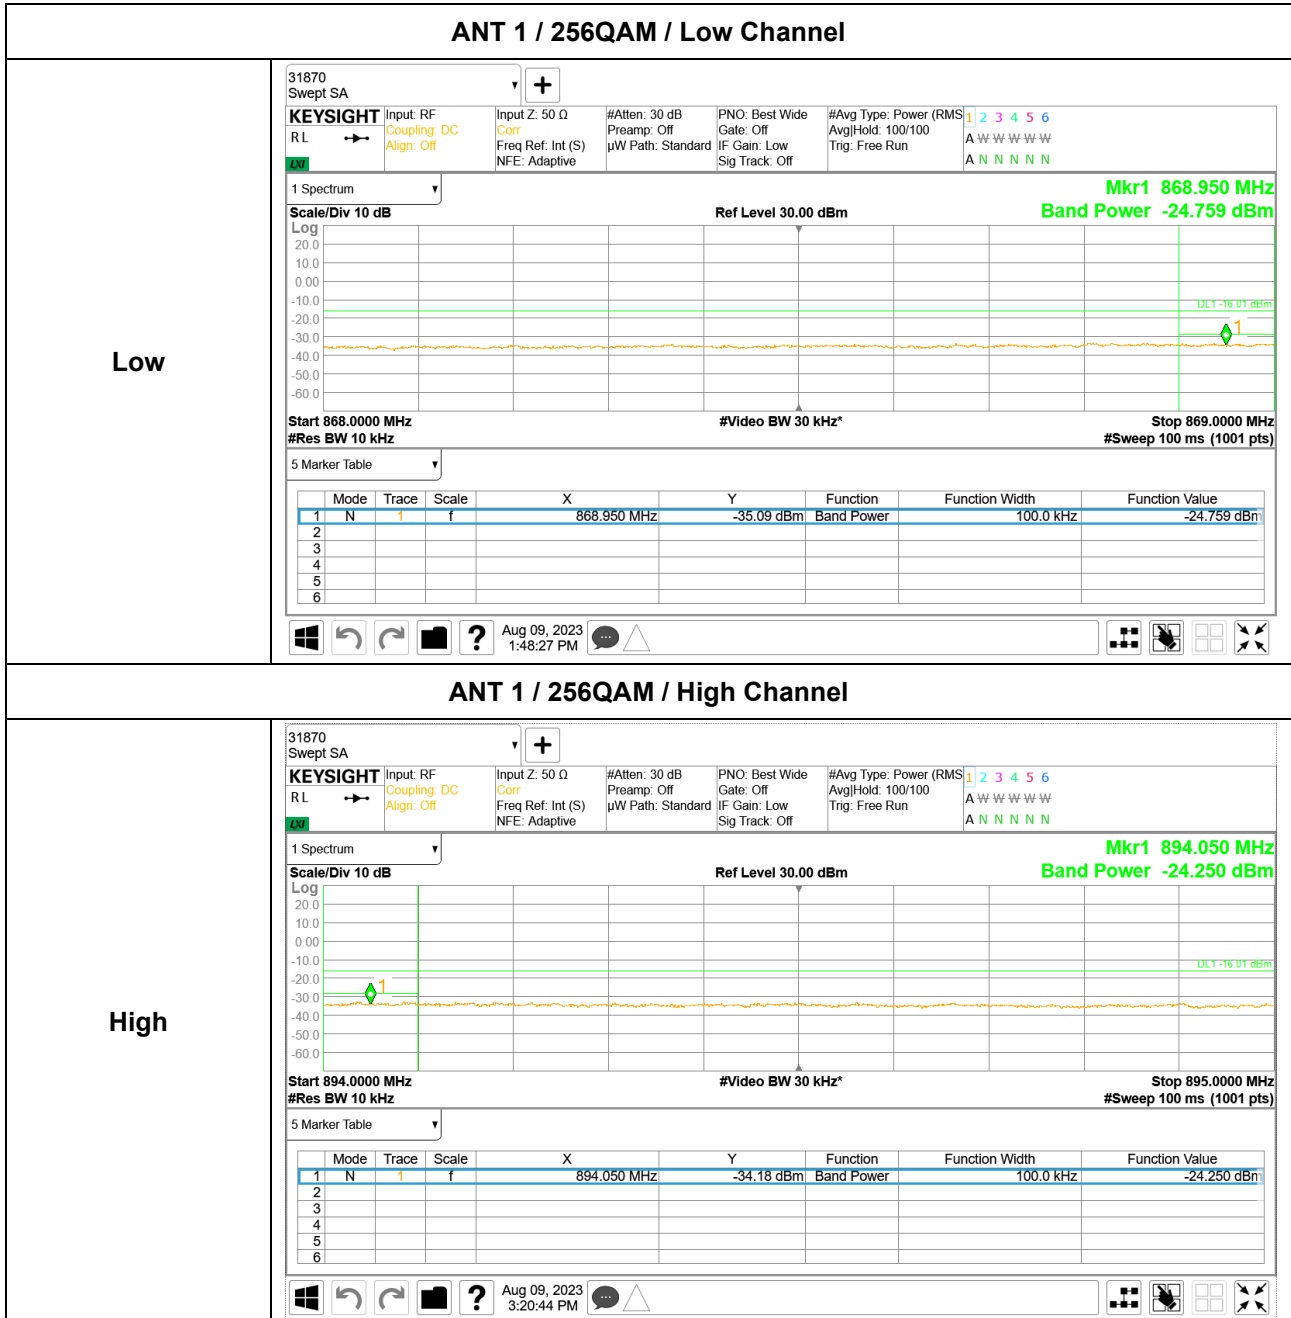 ANT 1 / 256QAM / Low Channel
Low
31870
Swept SA
KEYSIGHT Input: RF Input Z: 50 Ω #Atten: 30 dB PNO: Best Wide #Avg Type: Power (RMS 1 2 3 4 5 6
R L Coupling: DC Corr Preamp: Off Gate: Off Avg|Hold: 100/100 A W W W W W
Align: Off Freq Ref: Int (S) µW Path: Standard IF Gain: Low Trig: Free Run
LXI NFE: Adaptive Sig Track: Off A N N N N N
1 Spectrum Mkr1 868.950 MHz
Scale/Div 10 dB Ref Level 30.00 dBm Band Power -24.759 dBm
Log
20.0
10.0
0.00
-10.0 DL1 -16.01 dBm
-20.0
1
-30.0
-40.0
-50.0
-60.0
Start 868.0000 MHz #Video BW 30 kHz* Stop 869.0000 MHz
#Res BW 10 kHz #Sweep 100 ms (1001 pts)
5 Marker Table
Mode Trace Scale X Y Function Function Width Function Value
1 N 1 f 868.950 MHz -35.09 dBm Band Power 100.0 kHz -24.759 dBm
2
3
4
5
6
? Aug 09, 2023
1:48:27 PM
ANT 1 / 256QAM / High Channel
High
31870
Swept SA
KEYSIGHT Input: RF Input Z: 50 Ω #Atten: 30 dB PNO: Best Wide #Avg Type: Power (RMS 1 2 3 4 5 6
R L Coupling: DC Corr Preamp: Off Gate: Off Avg|Hold: 100/100 A W W W W W
Align: Off Freq Ref: Int (S) µW Path: Standard IF Gain: Low Trig: Free Run
LXI NFE: Adaptive Sig Track: Off A N N N N N
1 Spectrum Mkr1 894.050 MHz
Scale/Div 10 dB Ref Level 30.00 dBm Band Power -24.250 dBm
Log
20.0
10.0
0.00
-10.0 DL1 -16.01 dBm
-20.0
1
-30.0
-40.0
-50.0
-60.0
Start 894.0000 MHz #Video BW 30 kHz* Stop 895.0000 MHz
#Res BW 10 kHz #Sweep 100 ms (1001 pts)
5 Marker Table
Mode Trace Scale X Y Function Function Width Function Value
1 N 1 f 894.050 MHz -34.18 dBm Band Power 100.0 kHz -24.250 dBm
2
3
4
5
6
? Aug 09, 2023
3:20:44 PM